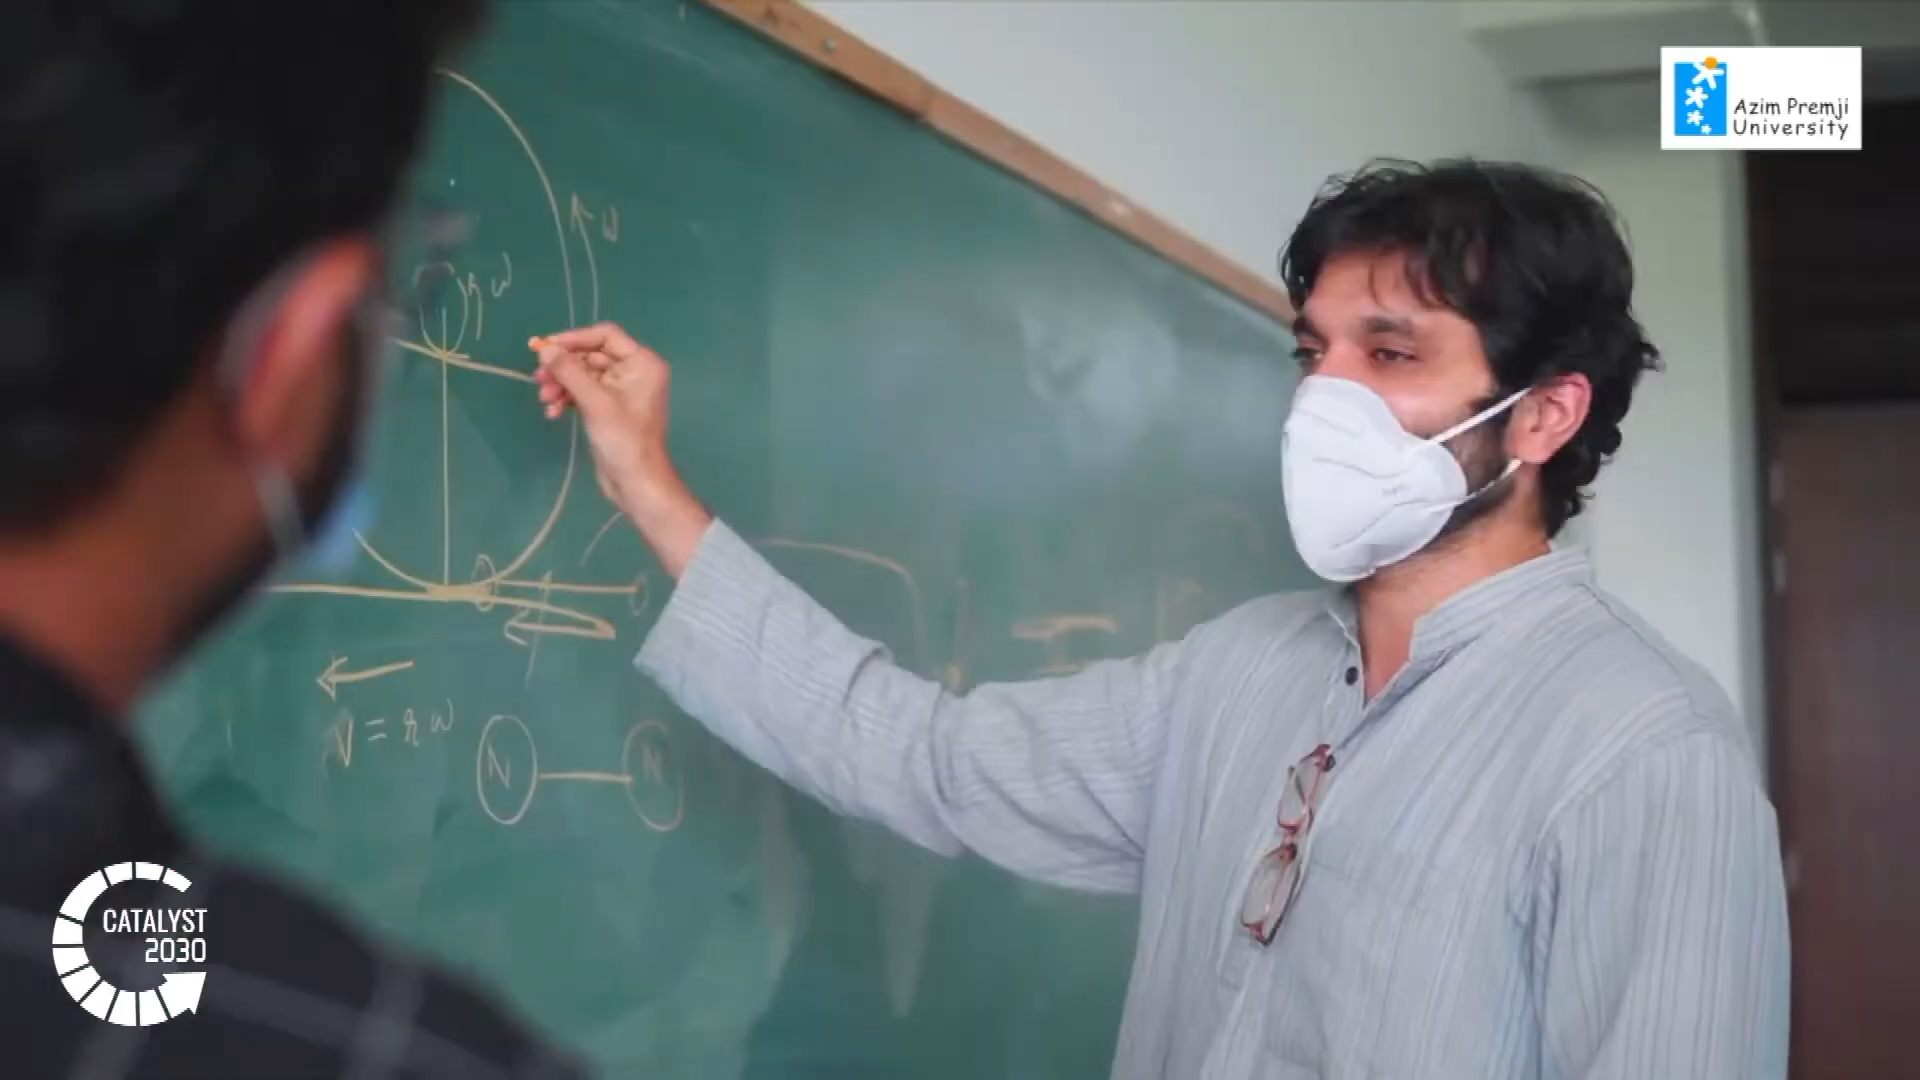 Azim Premji
University
ω
rω
v = rω
N N
CATALYST
2030